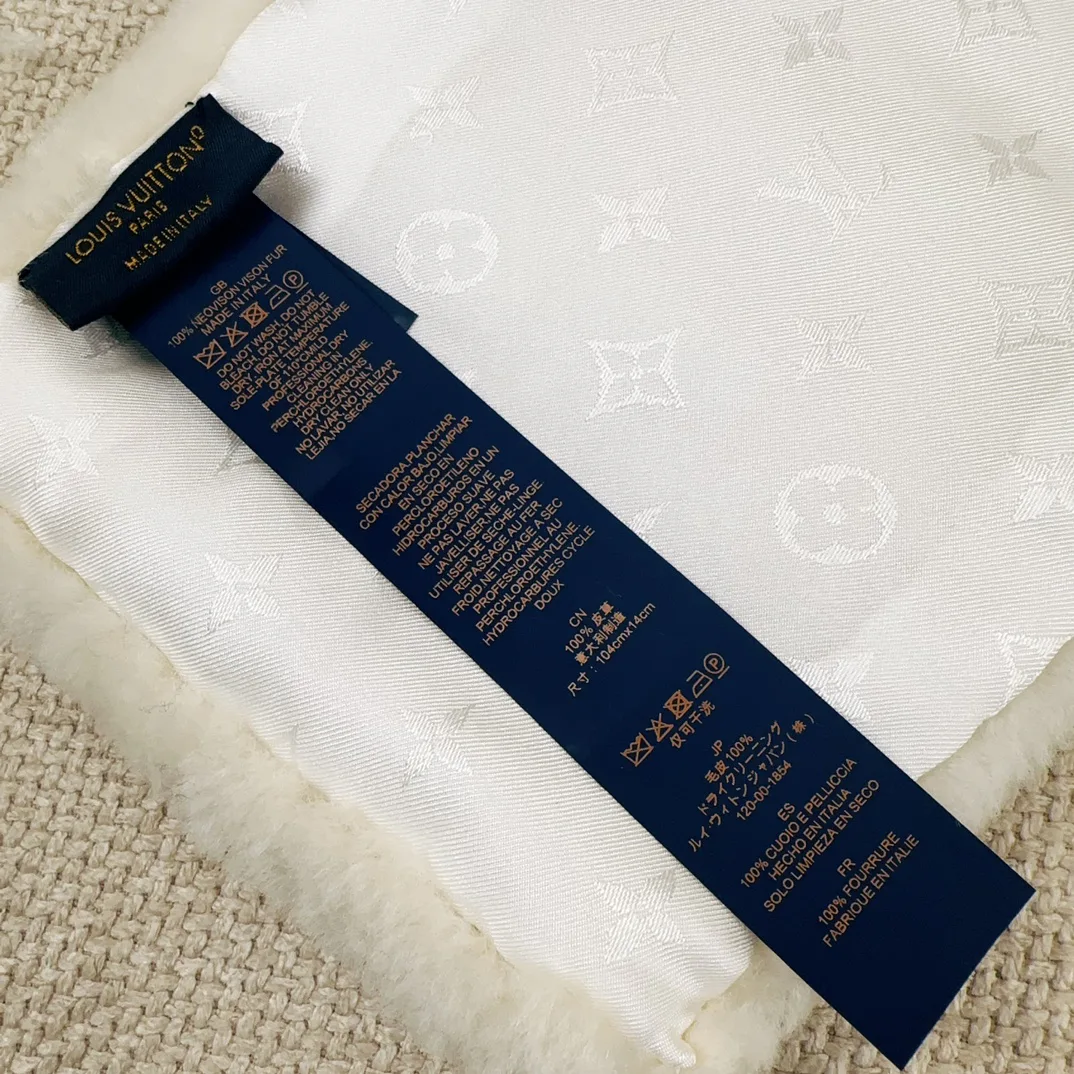 LOUIS VUITTON
PARIS
MADE IN ITALY
GB
100% NEOVISON VISON FUR
MADE IN ITALY
P
DO NOT WASH, DO NOT
BLEACH, DO NOT TUMBLE
DRY, IRON AT MAXIMUM
SOLE-PLATE TEMPERATURE
OF 110°C MILD
PROFESSIONAL DRY
CLEANING IN
PERCHLOROETHYLENE,
HYDROCARBONS
DRY CLEAN ONLY
NO LAVAR, NO UTILIZAR
LEJIA, NO SECAR EN LA
SECADORA, PLANCHAR
CON CALOR BAJO LIMPIAR
EN SECO EN
PERCLOROETILENO
HIDROCARBUROS EN UN
PROCESO SUAVE
NE PAS LAVER NE PAS
JAVELLISER, NE PAS
UTILISER DE SECHE-LINGE
REPASSAGE AU FER
FROID NETTOYAGE A SEC
PROFESSIONNEL AU
PERCHLOROETHYLENE,
HYDROCARBURES CYCLE
DOUX
CN
100% 皮草
意大利制造
尺寸：104cmx14cm
P
仅可干洗
JP
毛皮 100%
ドライクリーニング
ルイ・ウィトンジャパン(株)
120-00-1854
ES
100% CUOIO E PELLICCIA
HECHO EN ITALIA
SOLO LIMPIEZA EN SECO
FR
100% FOURRURE
FABRIQUE EN ITALIE